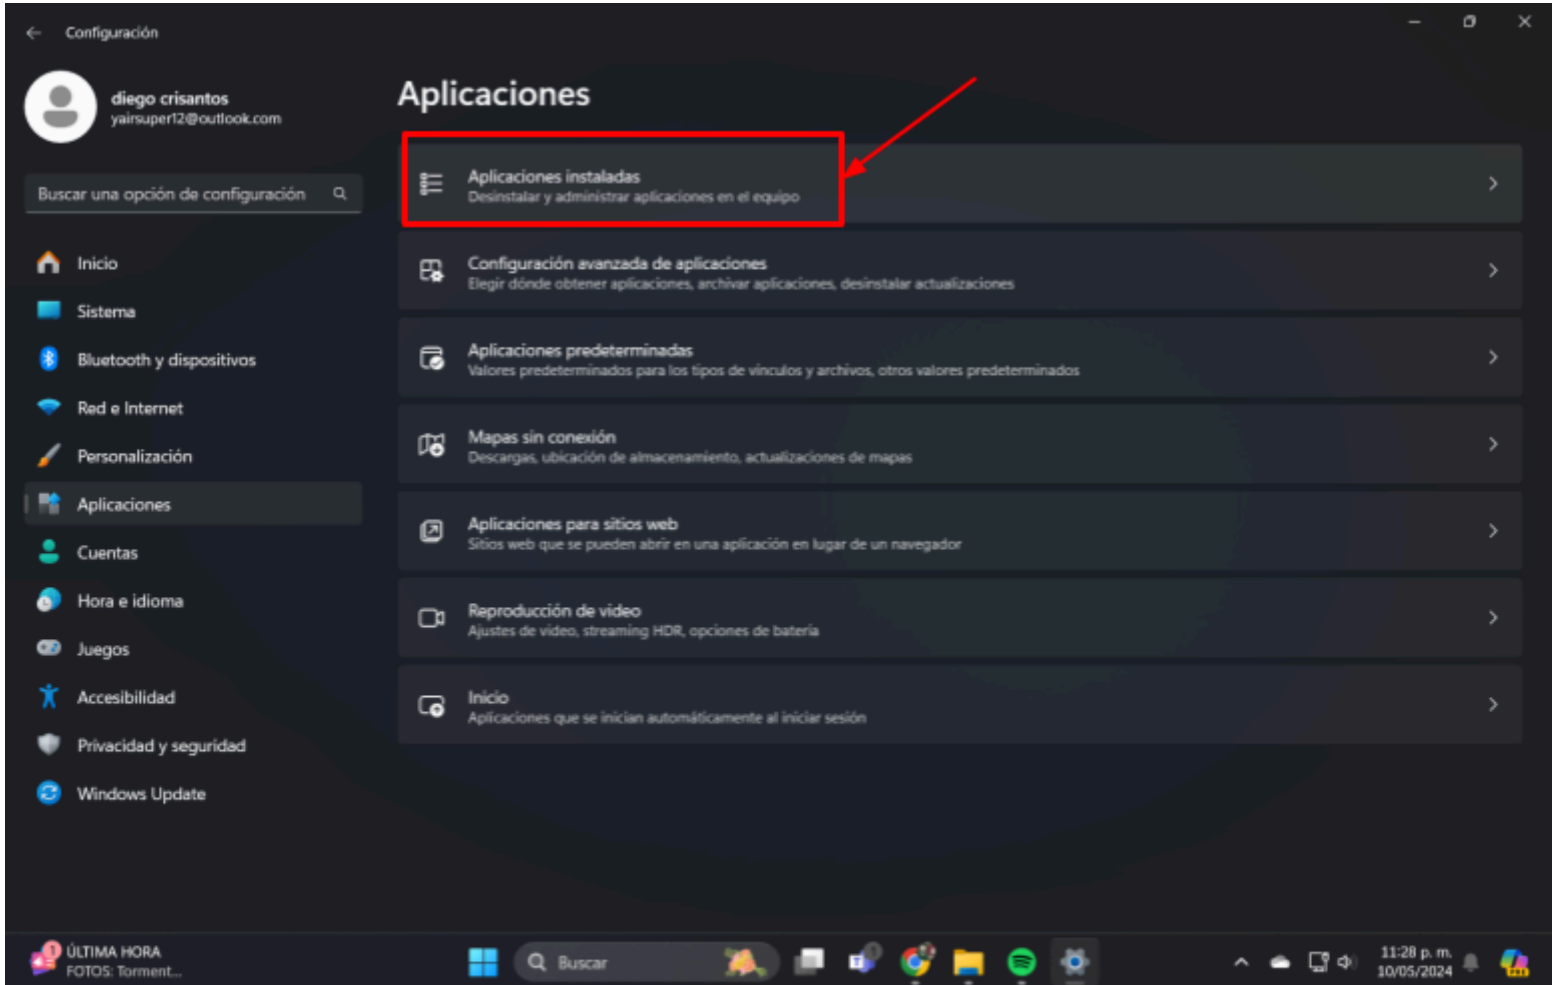 Configuración
diego crisantos
yairsuper12@outlook.com
Buscar una opción de configuración
Inicio
Sistema
Bluetooth y dispositivos
Red e Internet
Personalización
Aplicaciones
Cuentas
Hora e idioma
Juegos
Accesibilidad
Privacidad y seguridad
Windows Update
Aplicaciones
Aplicaciones instaladas
Desinstalar y administrar aplicaciones en el equipo
Configuración avanzada de aplicaciones
Elegir dónde obtener aplicaciones, archivar aplicaciones, desinstalar actualizaciones
Aplicaciones predeterminadas
Valores predeterminados para los tipos de vínculos y archivos, otros valores predeterminados
Mapas sin conexión
Descargas, ubicación de almacenamiento, actualizaciones de mapas
Aplicaciones para sitios web
Sitios web que se pueden abrir en una aplicación en lugar de un navegador
Reproducción de video
Ajustes de video, streaming HDR, opciones de batería
Inicio
Aplicaciones que se inician automáticamente al iniciar sesión
1
ÚLTIMA HORA
FOTOS: Torment...
Buscar
11:28 p. m.
10/05/2024
PRE